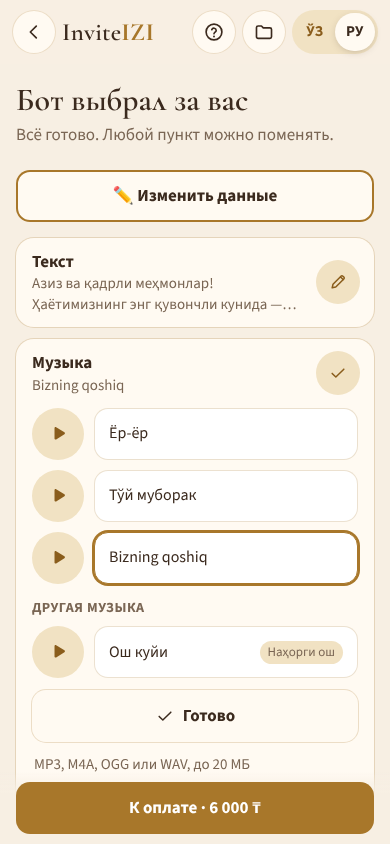 InviteIZI
ЎЗ
РУ
Бот выбрал за вас
Всё готово. Любой пункт можно поменять.
✏️ Изменить данные
Текст
Азиз ва қадрли меҳмонлар!
Ҳаётимизнинг энг қувончли кунида —…
Музыка
Bizning qoshiq
Ёр-ёр
Тўй муборак
Bizning qoshiq
ДРУГАЯ МУЗЫКА
Ош куйи
Наҳорги ош
Готово
MP3, M4A, OGG или WAV, до 20 МБ
К оплате · 6 000 ₸